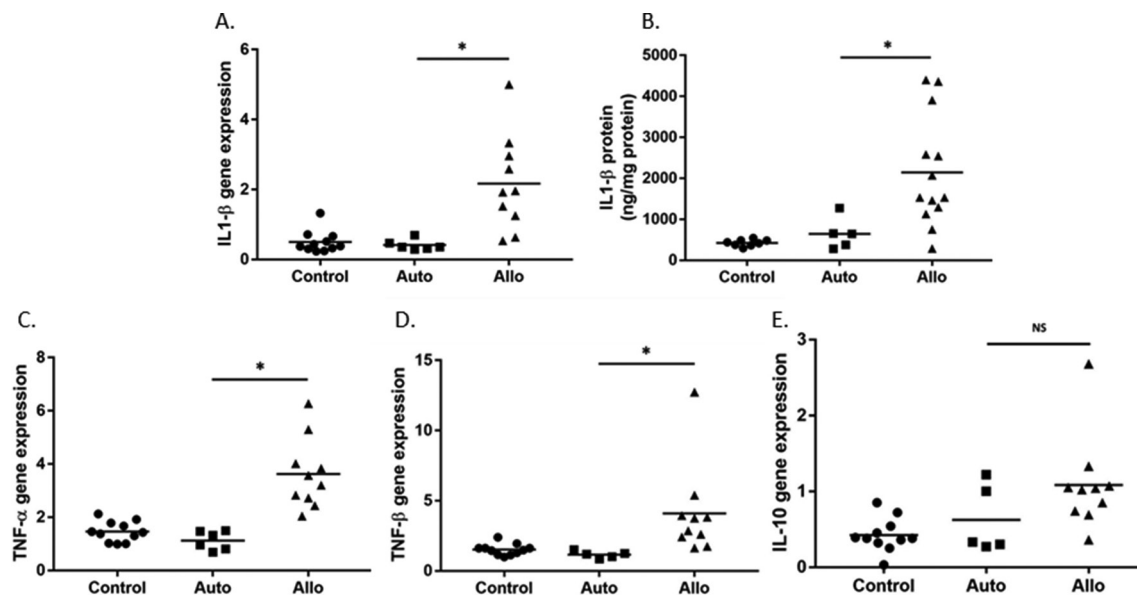 A.
*
IL1-β gene expression
6
4
2
0
Control Auto Allo
B.
*
IL1-β protein
(ng/mg protein)
5000
4000
3000
2000
1000
0
Control Auto Allo
C.
*
TNF-α gene expression
8
6
4
2
0
Control Auto Allo
D.
*
TNF-β gene expression
15
10
5
0
Control Auto Allo
E.
NS
IL-10 gene expression
3
2
1
0
Control Auto Allo